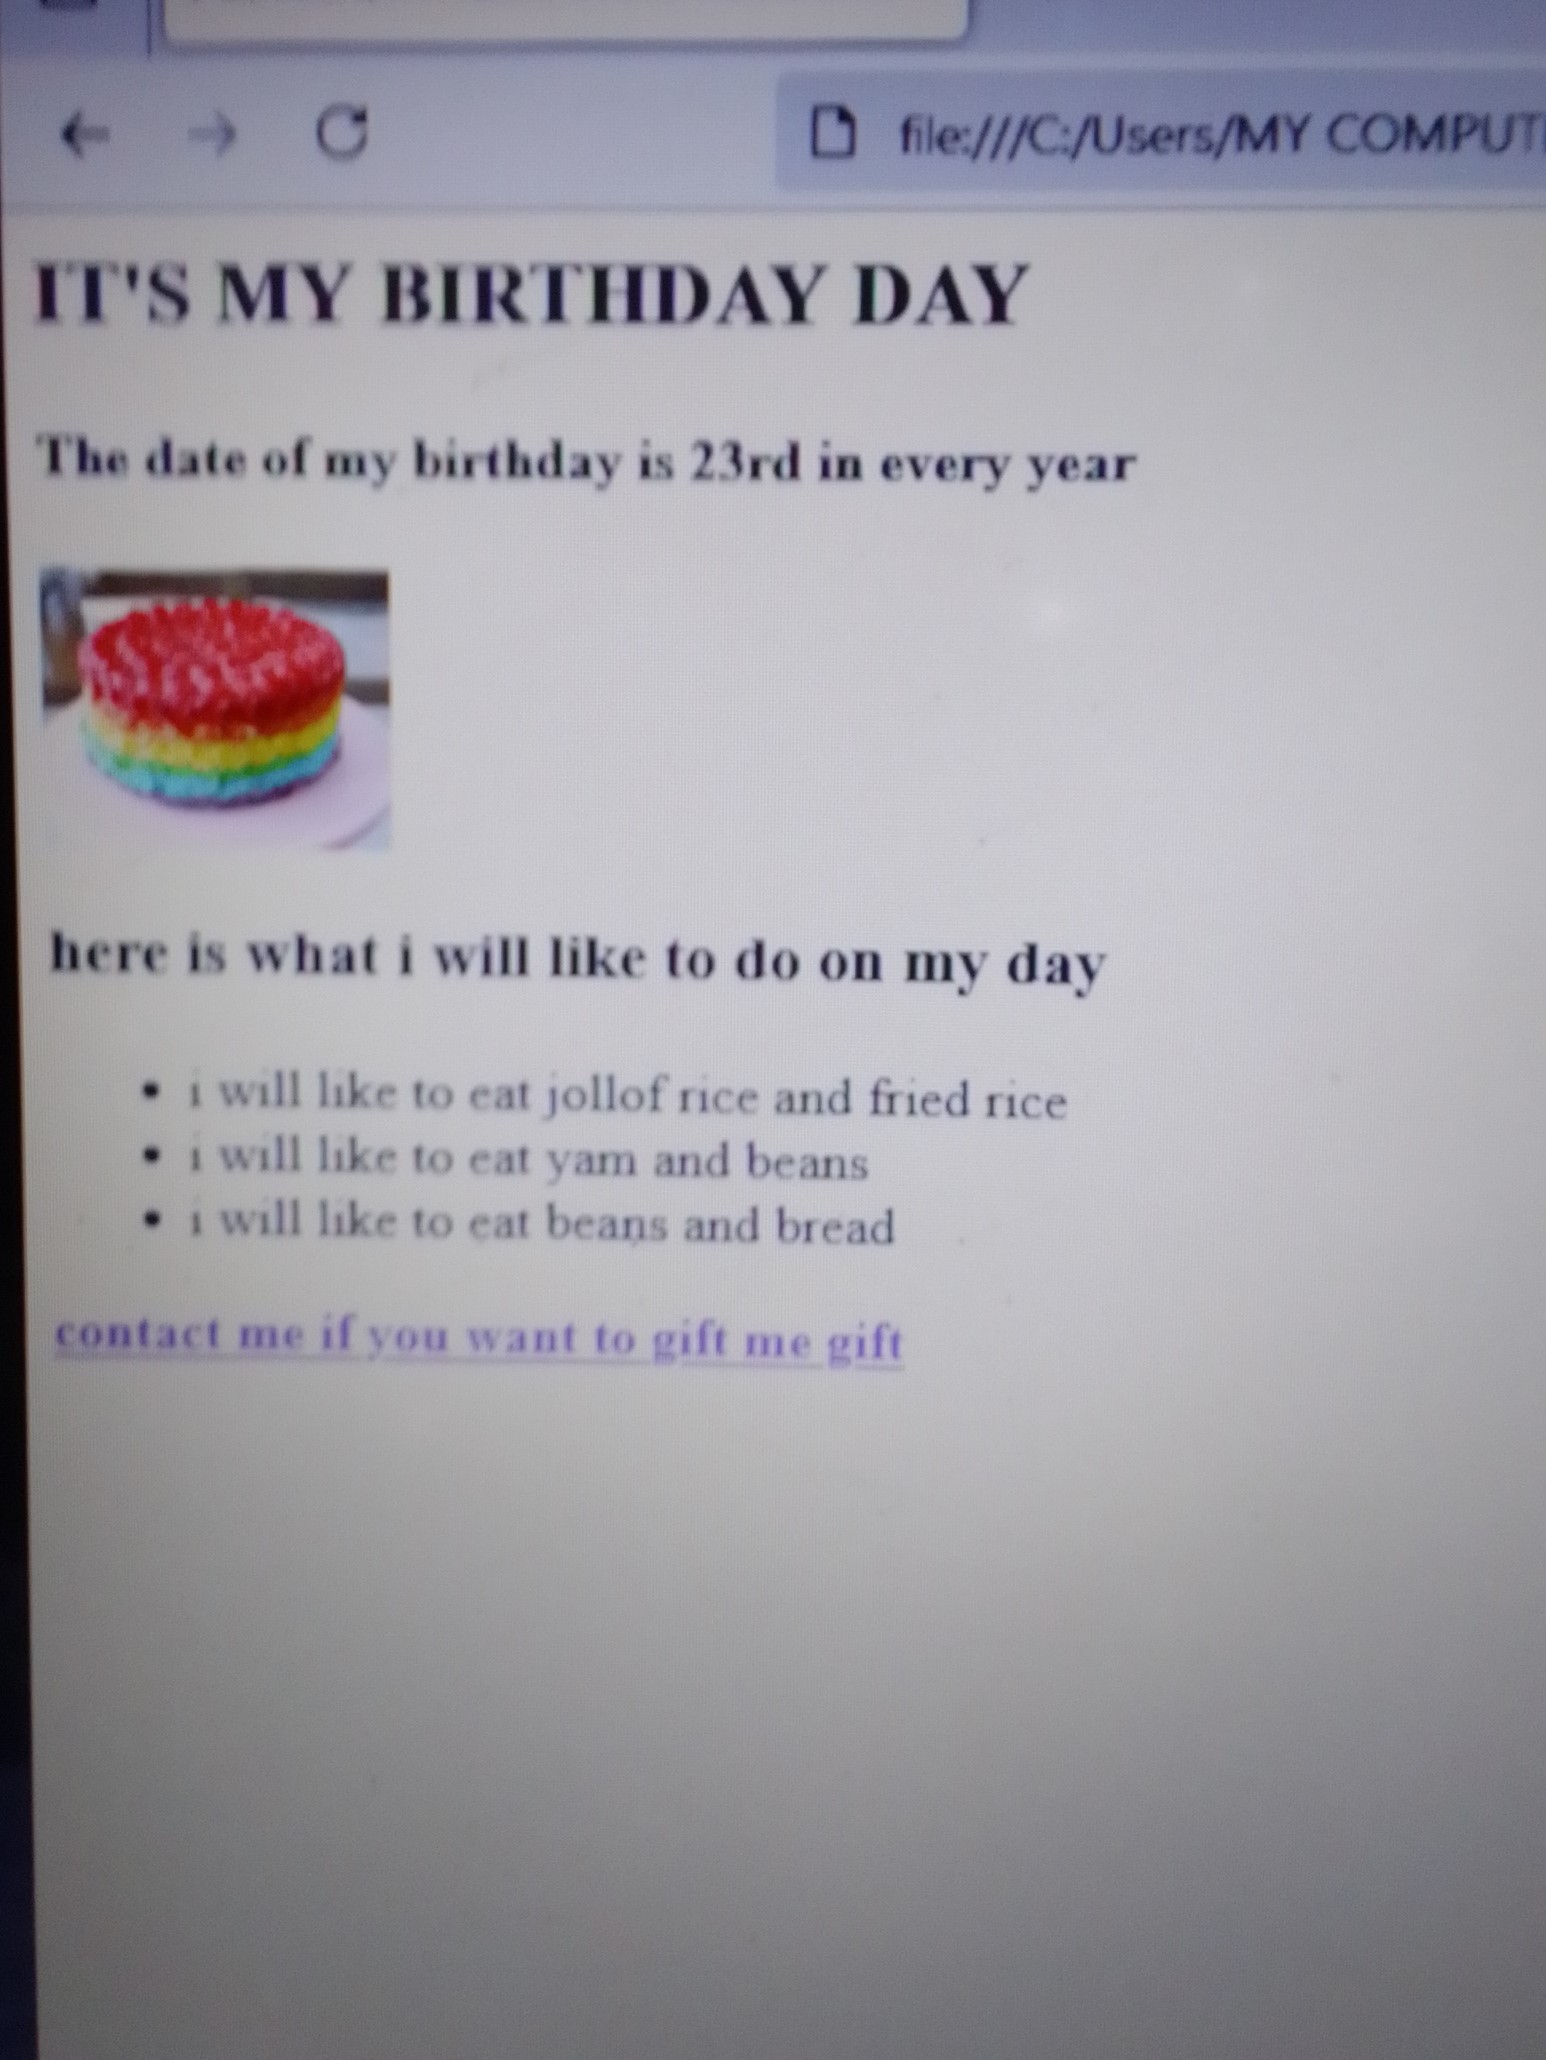 file:///C:/Users/MY COMPUT
IT'S MY BIRTHDAY DAY
The date of my birthday is 23rd in every year
here is what i will like to do on my day
• i will like to eat jollof rice and fried rice
• i will like to eat yam and beans
• i will like to eat beans and bread
contact me if you want to gift me gift